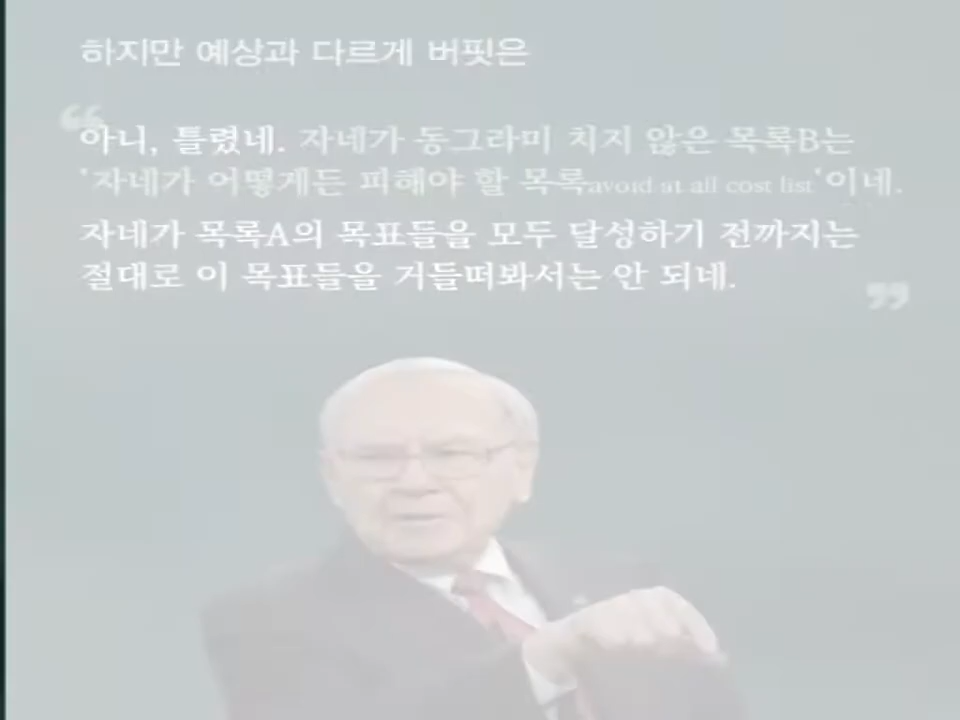 하지만 예상과 다르게 버핏은
“
아니, 틀렸네. 자네가 동그라미 치지 않은 목록B는
'자네가 어떻게든 피해야 할 목록avoid at all cost list'이네.
자네가 목록A의 목표들을 모두 달성하기 전까지는
절대로 이 목표들을 거들떠봐서는 안 되네.
”